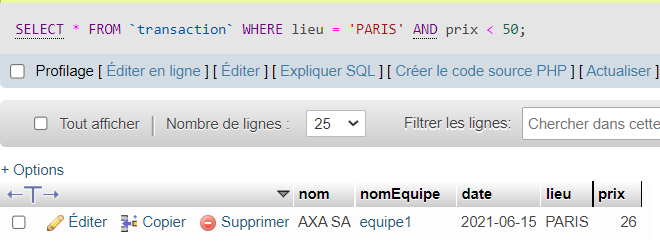 SELECT * FROM `transaction` WHERE lieu = 'PARIS' AND prix < 50;
Profilage [ Éditer en ligne ] [ Éditer ] [ Expliquer SQL ] [ Créer le code source PHP ] [ Actualiser ]
Tout afficher | Nombre de lignes : 25 Filtrer les lignes: Chercher dans cette
+ Options
←T→ nom nomEquipe date lieu prix
Éditer Copier Supprimer AXA SA equipe1 2021-06-15 PARIS 26